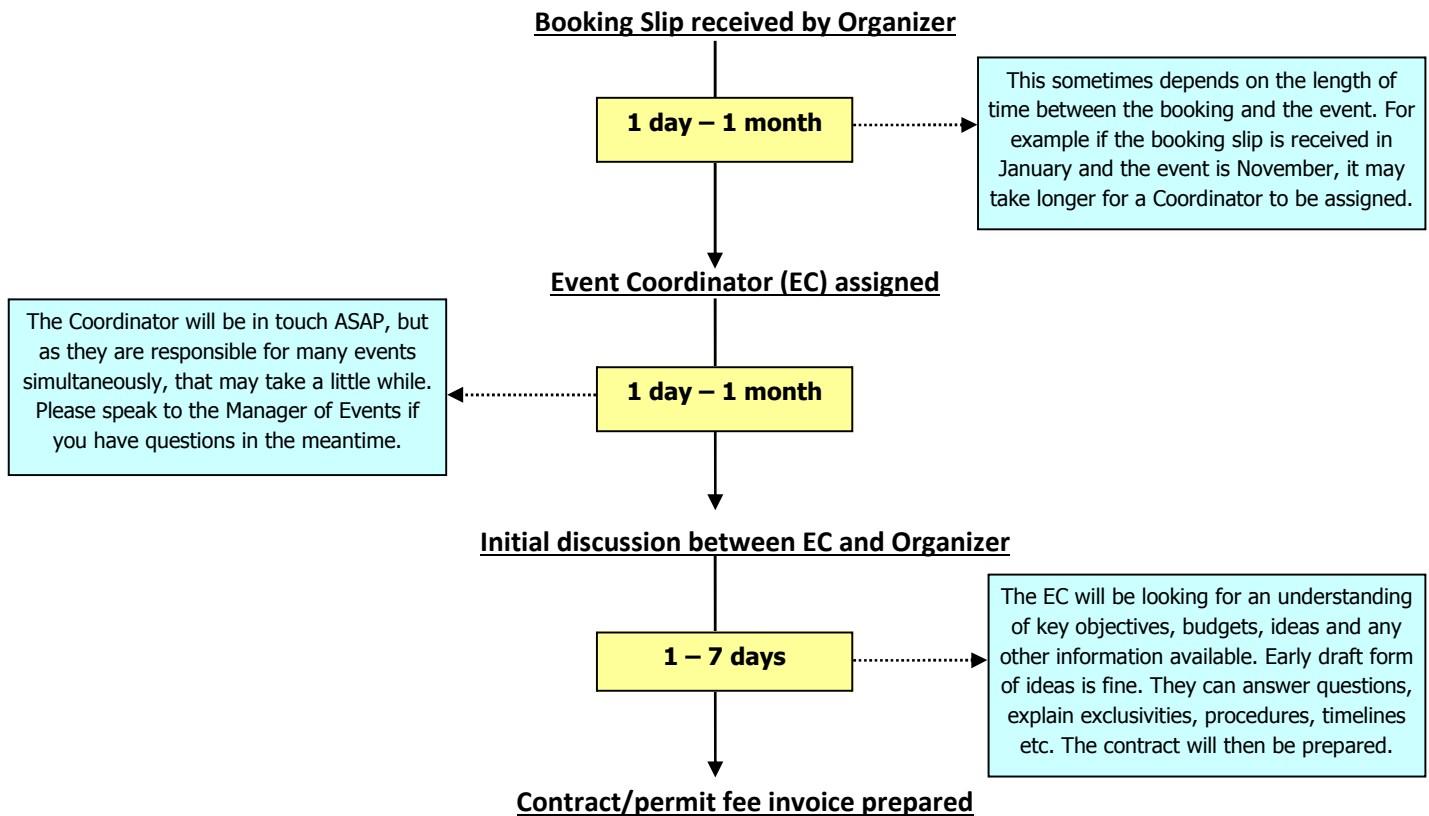 Booking Slip received by Organizer
1 day – 1 month
This sometimes depends on the length of
time between the booking and the event. For
example if the booking slip is received in
January and the event is November, it may
take longer for a Coordinator to be assigned.
Event Coordinator (EC) assigned
The Coordinator will be in touch ASAP, but
as they are responsible for many events
simultaneously, that may take a little while.
Please speak to the Manager of Events if
you have questions in the meantime.
1 day – 1 month
Initial discussion between EC and Organizer
1 – 7 days
The EC will be looking for an understanding
of key objectives, budgets, ideas and any
other information available. Early draft form
of ideas is fine. They can answer questions,
explain exclusivities, procedures, timelines
etc. The contract will then be prepared.
Contract/permit fee invoice prepared